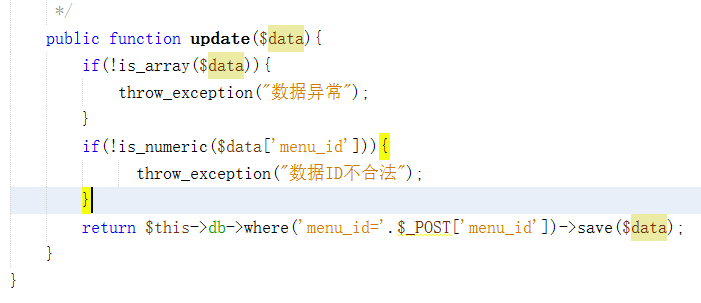 */
public function update($data){
if(!is_array($data)){
throw_exception("数据异常");
}
if(!is_numeric($data['menu_id'])){
throw_exception("数据ID不合法");
}
return $this->db->where('menu_id='.$_POST['menu_id'])->save($data);
}
}